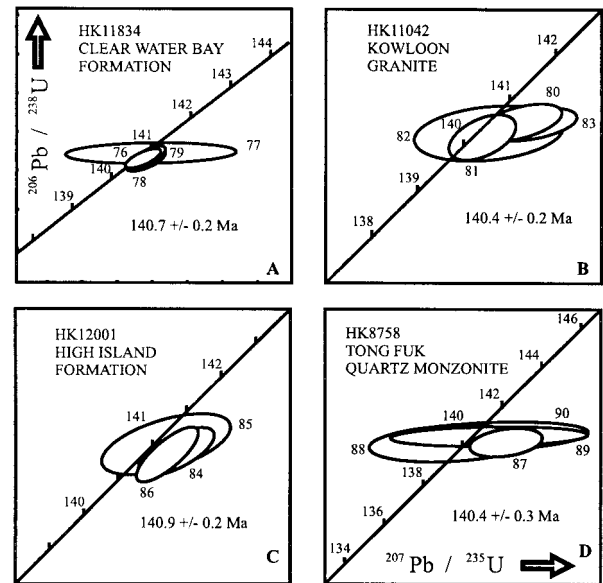 HK11834
CLEAR WATER BAY
FORMATION
206Pb / 238U
144
143
142
141
76
79
77
140
78
139
140.7 +/- 0.2 Ma
A
HK11042
KOWLOON
GRANITE
142
141
80
140
83
82
81
139
138
140.4 +/- 0.2 Ma
B
HK12001
HIGH ISLAND
FORMATION
142
141
85
84
86
140
140.9 +/- 0.2 Ma
C
HK8758
TONG FUK
QUARTZ MONZONITE
146
144
142
140
90
88
89
87
138
136
140.4 +/- 0.3 Ma
134
207Pb / 235U
D